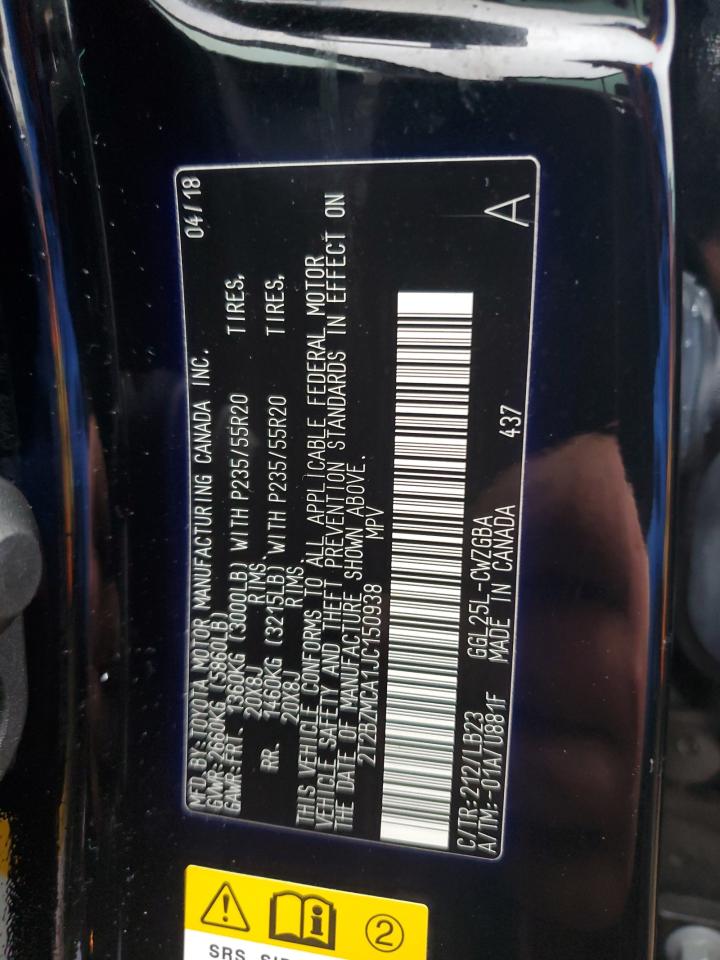 MFD.BY:TOYOTA MOTOR MANUFACTURING CANADA INC. 04/18
GVWR:2660KG (5860LB)
GAWR:FRT. 1360KG (3000LB) WITH P235/55R20 TIRES,
20X8J RIMS,
RR. 1460KG (3215LB) WITH P235/55R20 TIRES,
20X8J RIMS.
THIS VEHICLE CONFORMS TO ALL APPLICABLE FEDERAL MOTOR
VEHICLE SAFETY AND THEFT PREVENTION STANDARDS IN EFFECT ON
THE DATE OF MANUFACTURE SHOWN ABOVE.
2T2BZMCA1JC150938 MPV
C/TR:212/LB23 GGL25L-CWZGBA
A/TM:-01A/U881F MADE IN CANADA 437 A
2
SRS